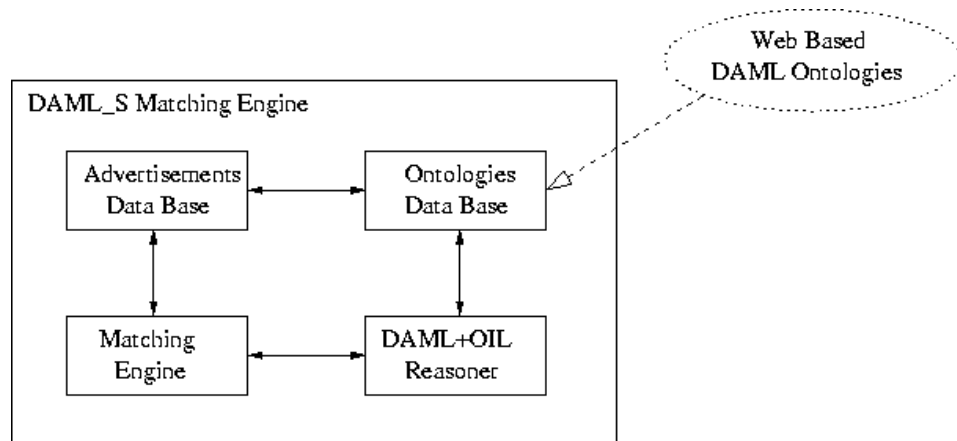 Web Based
DAML Ontologies
DAML_S Matching Engine
Advertisements
Data Base
Ontologies
Data Base
Matching
Engine
DAML+OIL
Reasoner